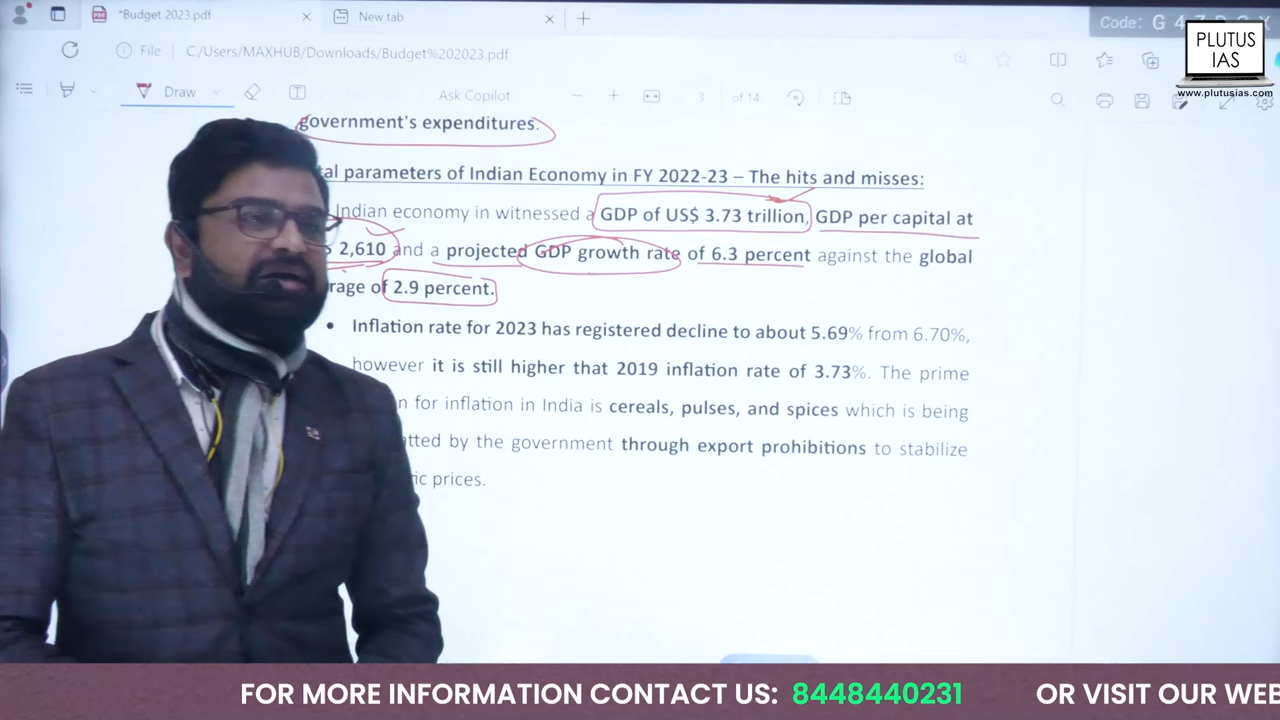 *Budget 2023.pdf
New tab
Code: G 4
PLUTUS
IAS
www.plutusias.com
File
C:/Users/MAXHUB/Downloads/Budget%202023.pdf
Draw
Ask Copilot
3 of 14
government's expenditures.
tal parameters of Indian Economy in FY 2022-23 – The hits and misses:
Indian economy in witnessed a GDP of US$ 3.73 trillion, GDP per capital at
2,610 and a projected GDP growth rate of 6.3 percent against the global
rage of 2.9 percent.
• Inflation rate for 2023 has registered decline to about 5.69% from 6.70%,
however it is still higher that 2019 inflation rate of 3.73%. The prime
n for inflation in India is cereals, pulses, and spices which is being
tted by the government through export prohibitions to stabilize
ic prices.
FOR MORE INFORMATION CONTACT US: 8448440231 OR VISIT OUR WEB